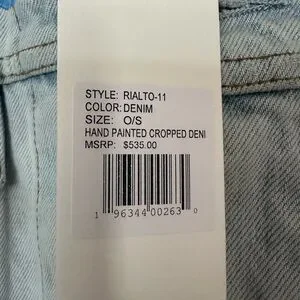 STYLE: RIALTO-11
COLOR: DENIM
SIZE: O/S
HAND PAINTED CROPPED DENI
MSRP: $535.00
1 96344 00263 0